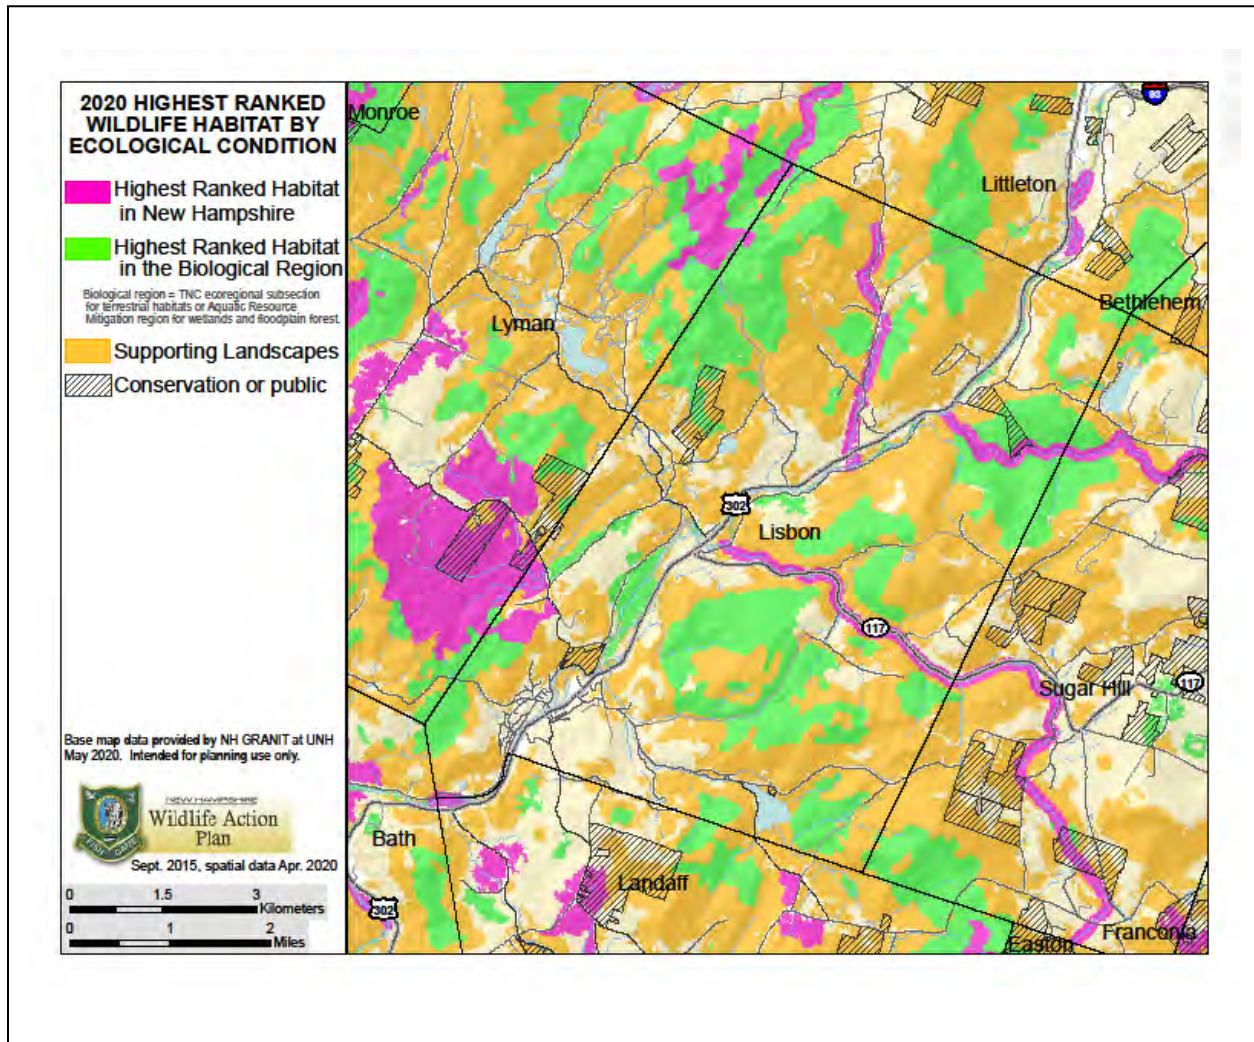 2020 HIGHEST RANKED
WILDLIFE HABITAT BY
ECOLOGICAL CONDITION
Highest Ranked Habitat
in New Hampshire
Highest Ranked Habitat
in the Biological Region
Biological region = TNC ecoregional subsection
for terrestrial habitats or Aquatic Resource
Mitigation region for wetlands and floodplain forest.
Supporting Landscapes
Conservation or public
Base map data provided by NH GRANIT at UNH
May 2020. Intended for planning use only.
NEW HAMPSHIRE
Wildlife Action
Plan
FISH GAME
Sept. 2015, spatial data Apr. 2020
0 1.5 3
Kilometers
0 1 2
Miles
Monroe
93
Littleton
Bethlehem
Lyman
302
Lisbon
117
Sugar Hill
117
Bath
Landaff
302
Easton
Franconia